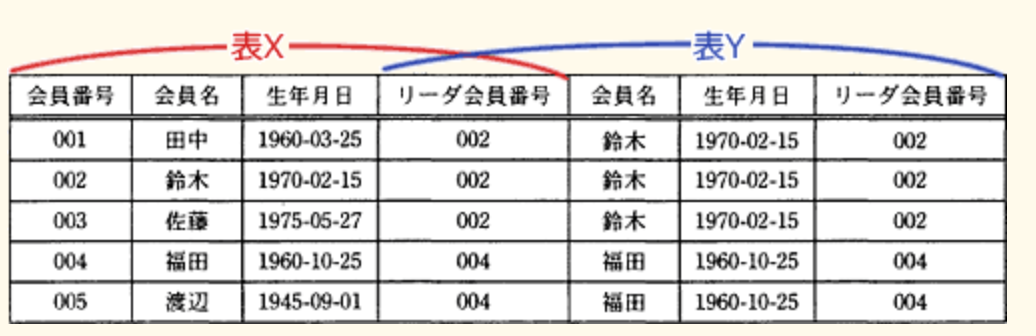 表X 表Y
会員番号 会員名 生年月日 リーダ会員番号 会員名 生年月日 リーダ会員番号
001 田中 1960-03-25 002 鈴木 1970-02-15 002
002 鈴木 1970-02-15 002 鈴木 1970-02-15 002
003 佐藤 1975-05-27 002 鈴木 1970-02-15 002
004 福田 1960-10-25 004 福田 1960-10-25 004
005 渡辺 1945-09-01 004 福田 1960-10-25 004